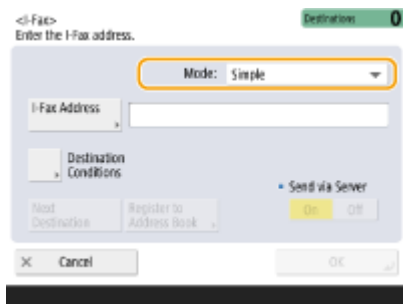 <I-Fax>
Destinations 0
Enter the I-Fax address.
Mode: Simple
I-Fax Address
Destination
Conditions
Send via Server
On Off
Next
Destination
Register to
Address Book
× Cancel
OK